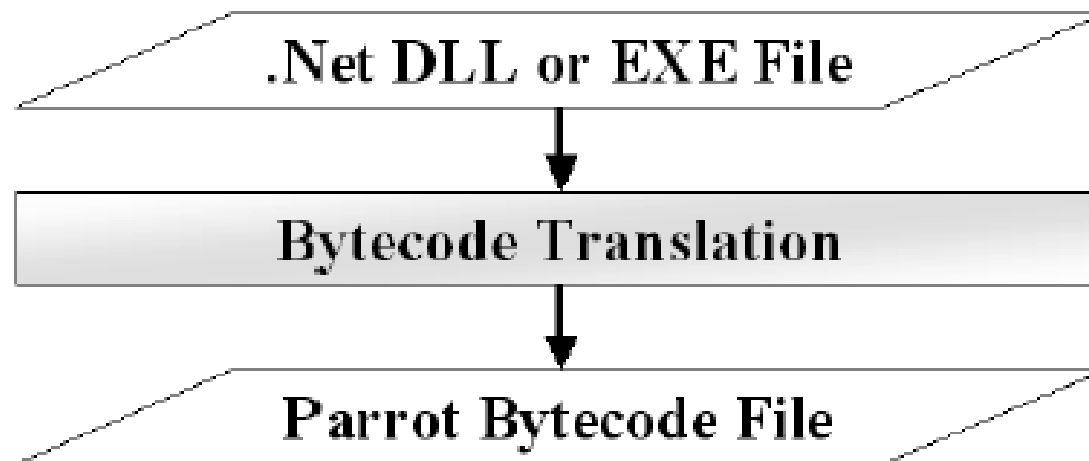 .Net DLL or EXE File
Bytecode Translation
Parrot Bytecode File